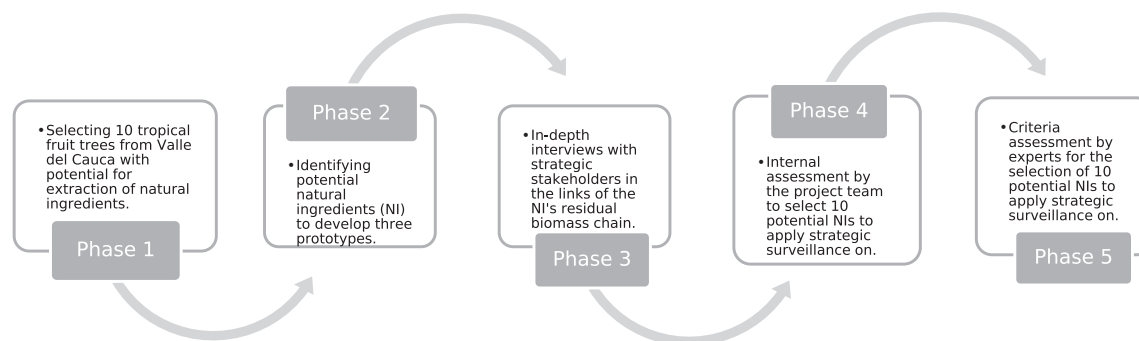 •Selecting 10 tropical
fruit trees from Valle
del Cauca with
potential for
extraction of natural
ingredients.
Phase 1
Phase 2
•Identifying
potential
natural
ingredients (NI)
to develop three
prototypes.
•In-depth
interviews with
strategic
stakeholders in
the links of the
NI's residual
biomass chain.
Phase 3
Phase 4
•Internal
assessment by
the project team
to select 10
potential NIs to
apply strategic
surveillance on.
•Criteria
assessment by
experts for the
selection of 10
potential NIs to
apply strategic
surveillance on.
Phase 5